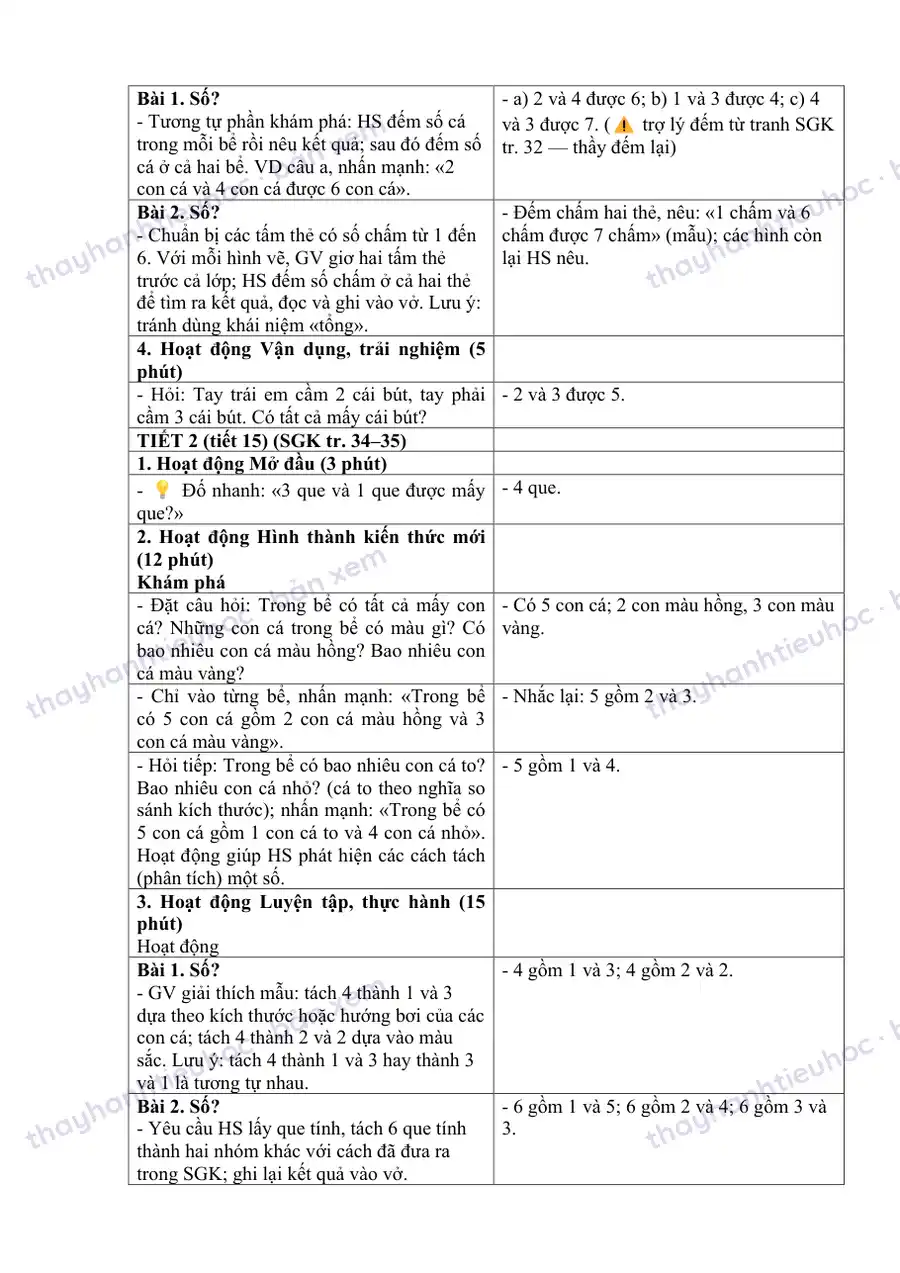 Bài 1. Số?
- Tương tự phần khám phá: HS đếm số cá
trong mỗi bể rồi nêu kết quả; sau đó đếm số
cá ở cả hai bể. VD câu a, nhấn mạnh: «2
con cá và 4 con cá được 6 con cá».
- a) 2 và 4 được 6; b) 1 và 3 được 4; c) 4
và 3 được 7. ( ⚠️ trợ lý đếm từ tranh SGK
tr. 32 — thầy đếm lại)
Bài 2. Số?
- Chuẩn bị các tấm thẻ có số chấm từ 1 đến
6. Với mỗi hình vẽ, GV giơ hai tấm thẻ
trước cả lớp; HS đếm số chấm ở cả hai thẻ
để tìm ra kết quả, đọc và ghi vào vở. Lưu ý:
tránh dùng khái niệm «tổng».
- Đếm chấm hai thẻ, nêu: «1 chấm và 6
chấm được 7 chấm» (mẫu); các hình còn
lại HS nêu.
4. Hoạt động Vận dụng, trải nghiệm (5
phút)
- Hỏi: Tay trái em cầm 2 cái bút, tay phải
cầm 3 cái bút. Có tất cả mấy cái bút?
- 2 và 3 được 5.
TIẾT 2 (tiết 15) (SGK tr. 34–35)
1. Hoạt động Mở đầu (3 phút)
- 💡 Đố nhanh: «3 que và 1 que được mấy
que?»
- 4 que.
2. Hoạt động Hình thành kiến thức mới
(12 phút)
Khám phá
- Đặt câu hỏi: Trong bể có tất cả mấy con
cá? Những con cá trong bể có màu gì? Có
bao nhiêu con cá màu hồng? Bao nhiêu con
cá màu vàng?
- Có 5 con cá; 2 con màu hồng, 3 con màu
vàng.
- Chỉ vào từng bể, nhấn mạnh: «Trong bể
có 5 con cá gồm 2 con cá màu hồng và 3
con cá màu vàng».
- Nhắc lại: 5 gồm 2 và 3.
- Hỏi tiếp: Trong bể có bao nhiêu con cá to?
Bao nhiêu con cá nhỏ? (cá to theo nghĩa so
sánh kích thước); nhấn mạnh: «Trong bể có
5 con cá gồm 1 con cá to và 4 con cá nhỏ».
Hoạt động giúp HS phát hiện các cách tách
(phân tích) một số.
- 5 gồm 1 và 4.
3. Hoạt động Luyện tập, thực hành (15
phút)
Hoạt động
Bài 1. Số?
- GV giải thích mẫu: tách 4 thành 1 và 3
dựa theo kích thước hoặc hướng bơi của các
con cá; tách 4 thành 2 và 2 dựa vào màu
sắc. Lưu ý: tách 4 thành 1 và 3 hay thành 3
và 1 là tương tự nhau.
- 4 gồm 1 và 3; 4 gồm 2 và 2.
Bài 2. Số?
- Yêu cầu HS lấy que tính, tách 6 que tính
thành hai nhóm khác với cách đã đưa ra
trong SGK; ghi lại kết quả vào vở.
- 6 gồm 1 và 5; 6 gồm 2 và 4; 6 gồm 3 và
3.
thayhanhtieuhoc · bản xem
thayhanhtieuhoc · b
thayhanhtieuhoc · bản xem
thayhanhtieuhoc · b
thayhanhtieuhoc · bản xem
thayhanhtieuhoc · b